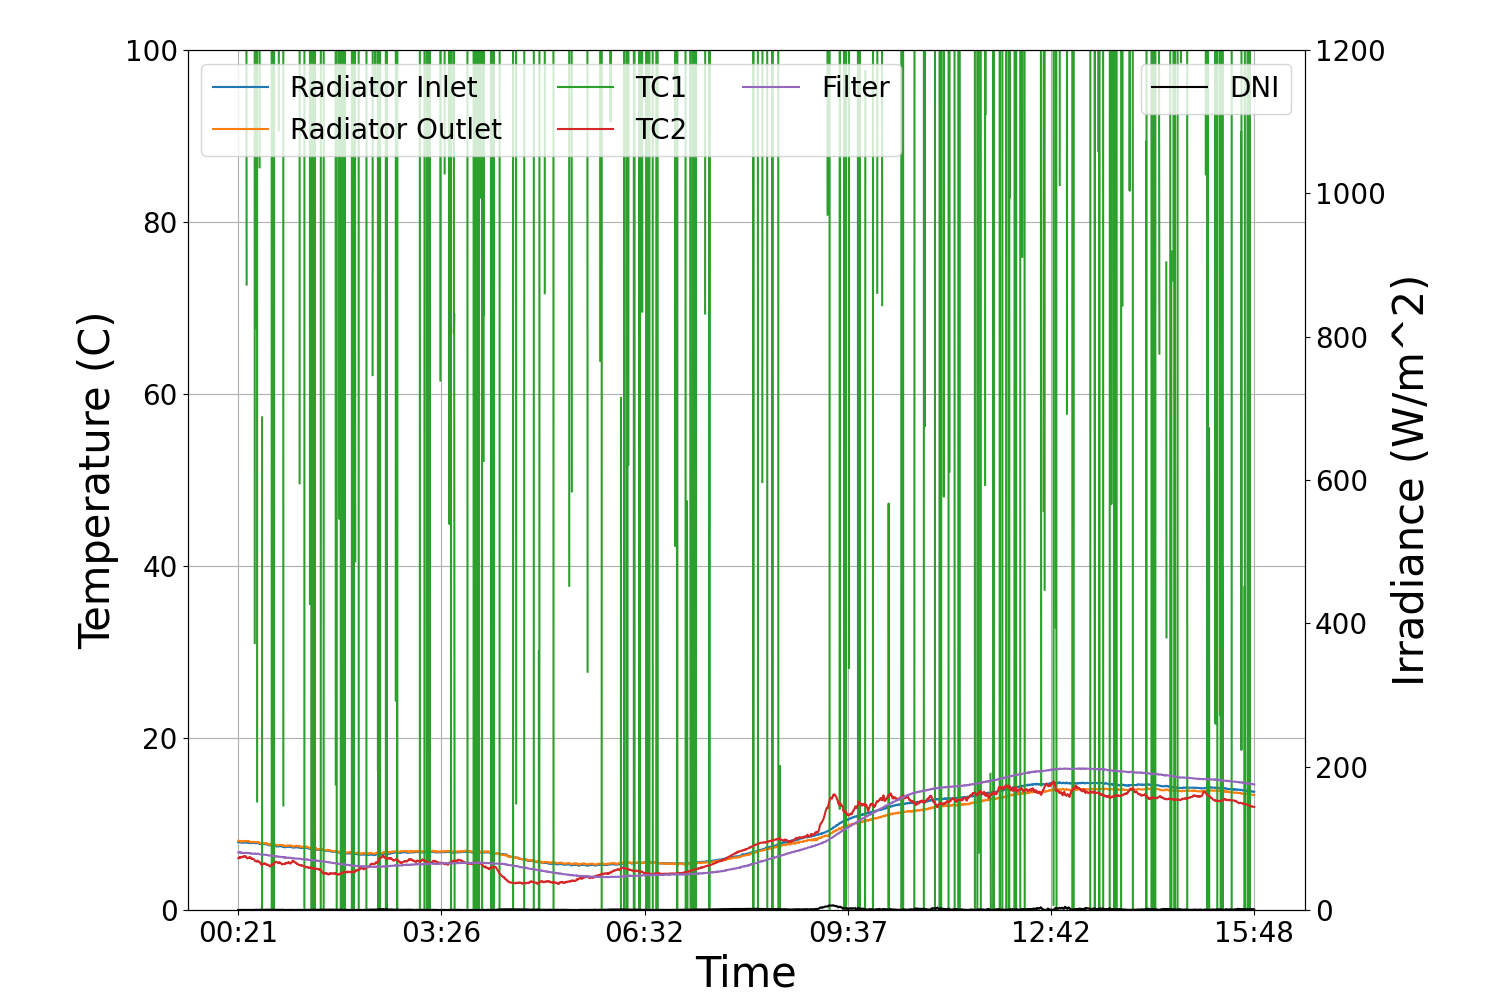 100
80
60
40
20
0
Temperature (C)
Radiator Inlet
Radiator Outlet
TC1
TC2
Filter
DNI
1200
1000
800
600
400
200
0
Irradiance (W/m^2)
00:21 03:26 06:32 09:37 12:42 15:48
Time